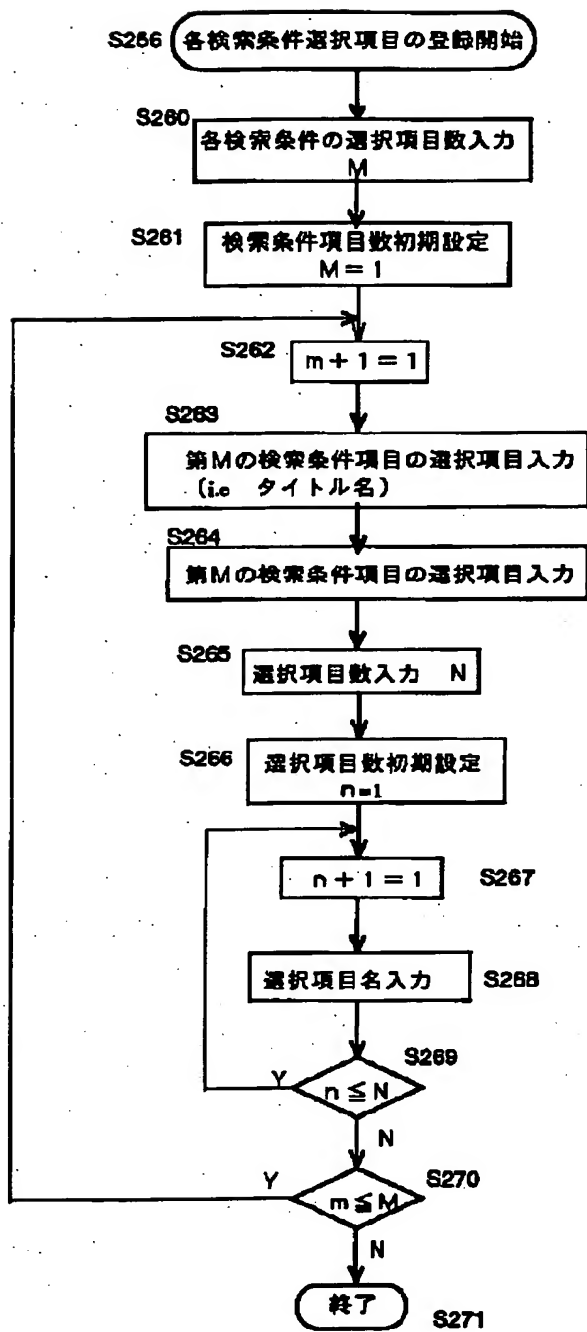 S256 各検索条件選択項目の登録開始
S260
各検索条件の選択項目数入力
M
S261
検索条件項目数初期設定
M=1
S262
m+1=1
S263
第Mの検索条件項目の選択項目入力
(i.e タイトル名)
S264
第Mの検索条件項目の選択項目入力
S265
選択項目数入力 N
S266
選択項目数初期設定
n=1
n+1=1 S267
選択項目名入力 S268
S269
Y n≦N
N
Y S270
m≦M
N
終了
S271